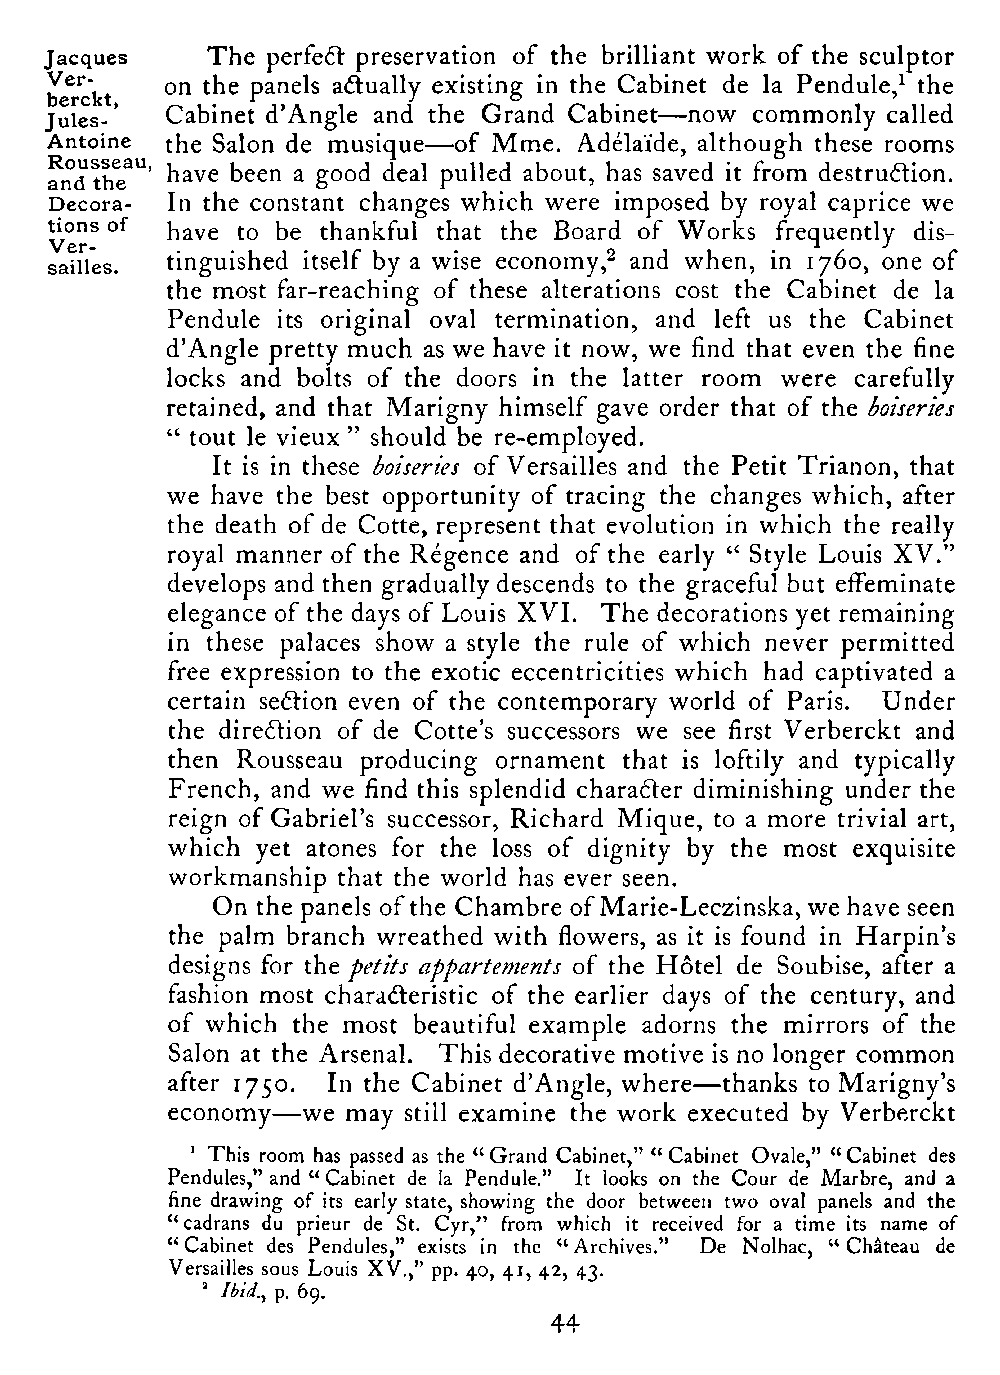 Jacques
Ver-
berckt,
Jules-
Antoine
Rousseau,
and the
Decora-
tions of
Ver-
sailles.
The perfect preservation of the brilliant work of the sculptor
on the panels actually existing in the Cabinet de la Pendule,¹ the
Cabinet d'Angle and the Grand Cabinet—now commonly called
the Salon de musique—of Mme. Adélaïde, although these rooms
have been a good deal pulled about, has saved it from destruction.
In the constant changes which were imposed by royal caprice we
have to be thankful that the Board of Works frequently dis-
tinguished itself by a wise economy,² and when, in 1760, one of
the most far-reaching of these alterations cost the Cabinet de la
Pendule its original oval termination, and left us the Cabinet
d'Angle pretty much as we have it now, we find that even the fine
locks and bolts of the doors in the latter room were carefully
retained, and that Marigny himself gave order that of the boiseries
“ tout le vieux ” should be re-employed.
It is in these boiseries of Versailles and the Petit Trianon, that
we have the best opportunity of tracing the changes which, after
the death of de Cotte, represent that evolution in which the really
royal manner of the Régence and of the early “ Style Louis XV.”
develops and then gradually descends to the graceful but effeminate
elegance of the days of Louis XVI. The decorations yet remaining
in these palaces show a style the rule of which never permitted
free expression to the exotic eccentricities which had captivated a
certain section even of the contemporary world of Paris. Under
the direction of de Cotte's successors we see first Verberckt and
then Rousseau producing ornament that is loftily and typically
French, and we find this splendid character diminishing under the
reign of Gabriel's successor, Richard Mique, to a more trivial art,
which yet atones for the loss of dignity by the most exquisite
workmanship that the world has ever seen.
On the panels of the Chambre of Marie-Leczinska, we have seen
the palm branch wreathed with flowers, as it is found in Harpin's
designs for the petits appartements of the Hôtel de Soubise, after a
fashion most characteristic of the earlier days of the century, and
of which the most beautiful example adorns the mirrors of the
Salon at the Arsenal. This decorative motive is no longer common
after 1750. In the Cabinet d'Angle, where—thanks to Marigny's
economy—we may still examine the work executed by Verberckt
¹ This room has passed as the “ Grand Cabinet,” “ Cabinet Ovale,” “ Cabinet des
Pendules,” and “ Cabinet de la Pendule.” It looks on the Cour de Marbre, and a
fine drawing of its early state, showing the door between two oval panels and the
“ cadrans du prieur de St. Cyr,” from which it received for a time its name of
“ Cabinet des Pendules,” exists in the “ Archives.” De Nolhac, “ Château de
Versailles sous Louis XV.,” pp. 40, 41, 42, 43.
² Ibid., p. 69.
44